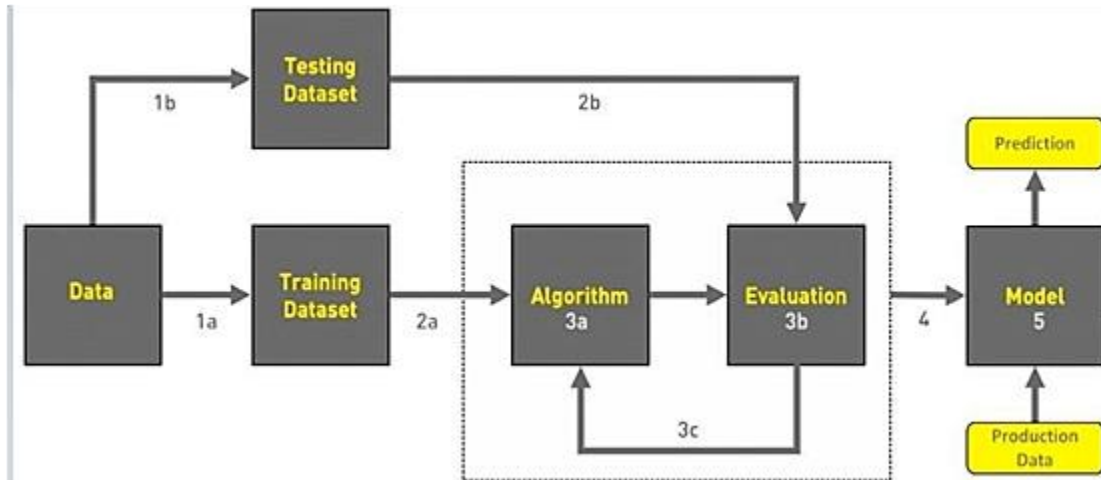 Testing
Dataset
1b
2b
Prediction
Data
Training
Dataset
Algorithm
3a
Evaluation
3b
Model
5
1a
2a
4
3c
Production
Data